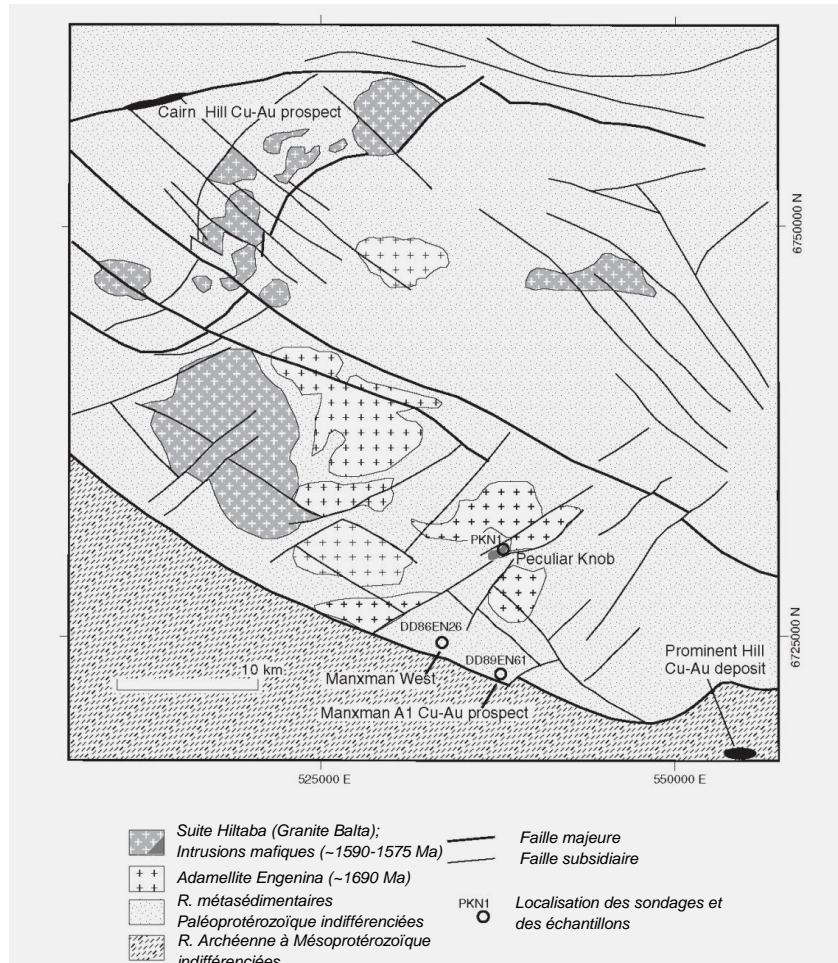 Cairn Hill Cu-Au prospect
6750000 N
PKN1
Peculiar Knob
DD86EN26
6725000 N
Prominent Hill
Cu-Au deposit
10 km
DD89EN61
Manxman West
Manxman A1 Cu-Au prospect
525000 E
550000 E
Suite Hiltaba (Granite Balta);
Intrusions mafiques (~1590-1575 Ma)
Faille majeure
Faille subsidiaire
Adamellite Engenina (~1690 Ma)
R. métasédimentaires
Paléoprotérozoïque indifférenciées
PKN1
Localisation des sondages et
des échantillons
R. Archéenne à Mésoprotérozoïque
indifférenciées